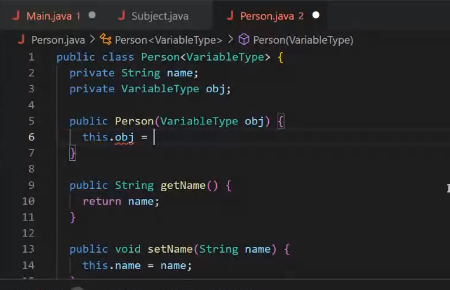 Main.java 1 Subject.java Person.java 2
Person.java > Person<VariableType> > Person(VariableType)
1 public class Person<VariableType> {
2 private String name;
3 private VariableType obj;
4
5 public Person(VariableType obj) {
6 this.obj =
7 }
8
9 public String getName() {
10 return name;
11 }
12
13 public void setName(String name) {
14 this.name = name;